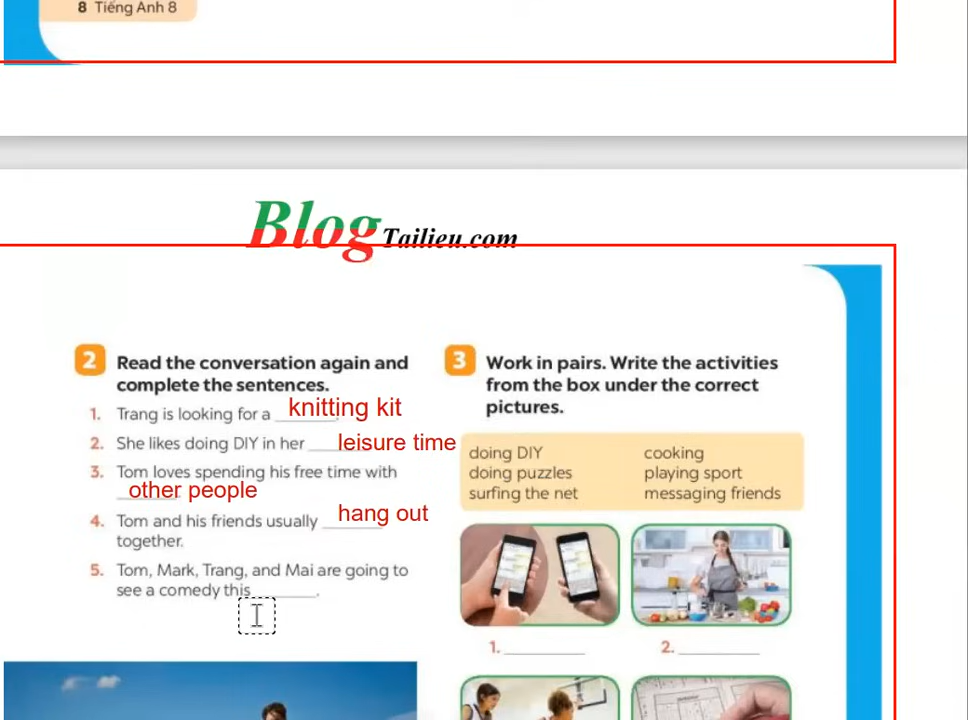 8 Tiếng Anh 8
Blog Tailieu.com
2 Read the conversation again and
complete the sentences.
1. Trang is looking for a knitting kit
2. She likes doing DIY in her leisure time
3. Tom loves spending his free time with
other people
4. Tom and his friends usually hang out
together.
5. Tom, Mark, Trang, and Mai are going to
see a comedy this ______.
3 Work in pairs. Write the activities
from the box under the correct
pictures.
doing DIY cooking
doing puzzles playing sport
surfing the net messaging friends
1. ______ 2. ______